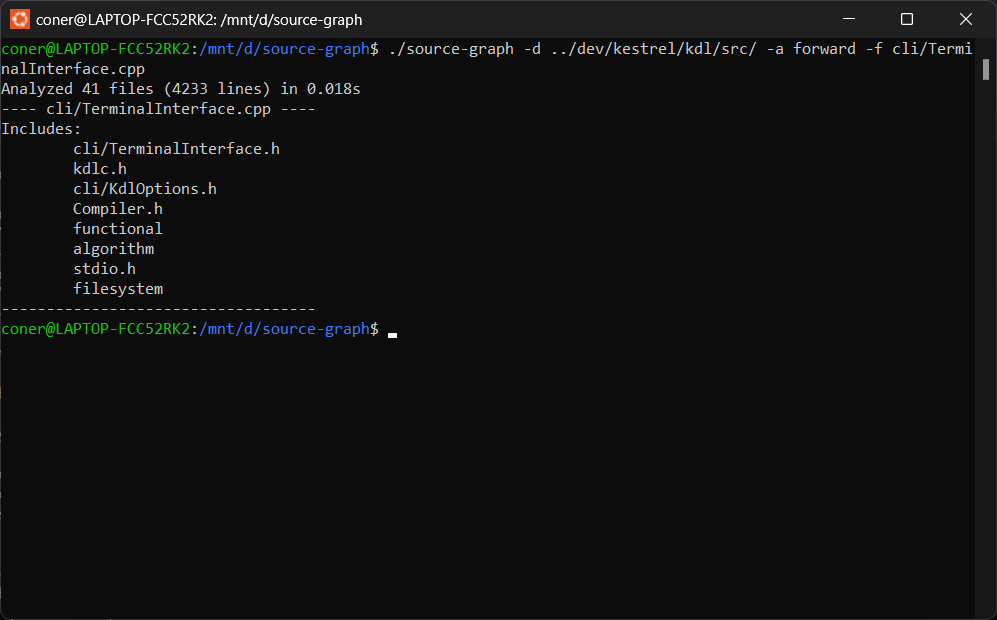 coner@LAPTOP-FCC52RK2: /mnt/d/source-graph
coner@LAPTOP-FCC52RK2:/mnt/d/source-graph$ ./source-graph -d ../dev/kestrel/kdl/src/ -a forward -f cli/Termi
nalInterface.cpp
Analyzed 41 files (4233 lines) in 0.018s
---- cli/TerminalInterface.cpp ----
Includes:
        cli/TerminalInterface.h
        kdlc.h
        cli/KdlOptions.h
        Compiler.h
        functional
        algorithm
        stdio.h
        filesystem
-----------------------------------
coner@LAPTOP-FCC52RK2:/mnt/d/source-graph$